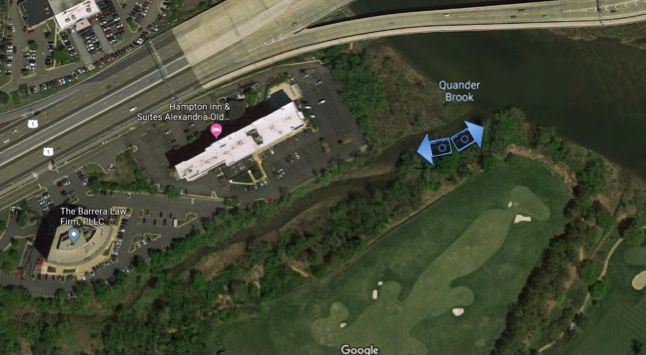 Quander
Brook
Hampton Inn &
Suites Alexandria Old...
1
1
The Barrera Law
Firm, PLLC
Google